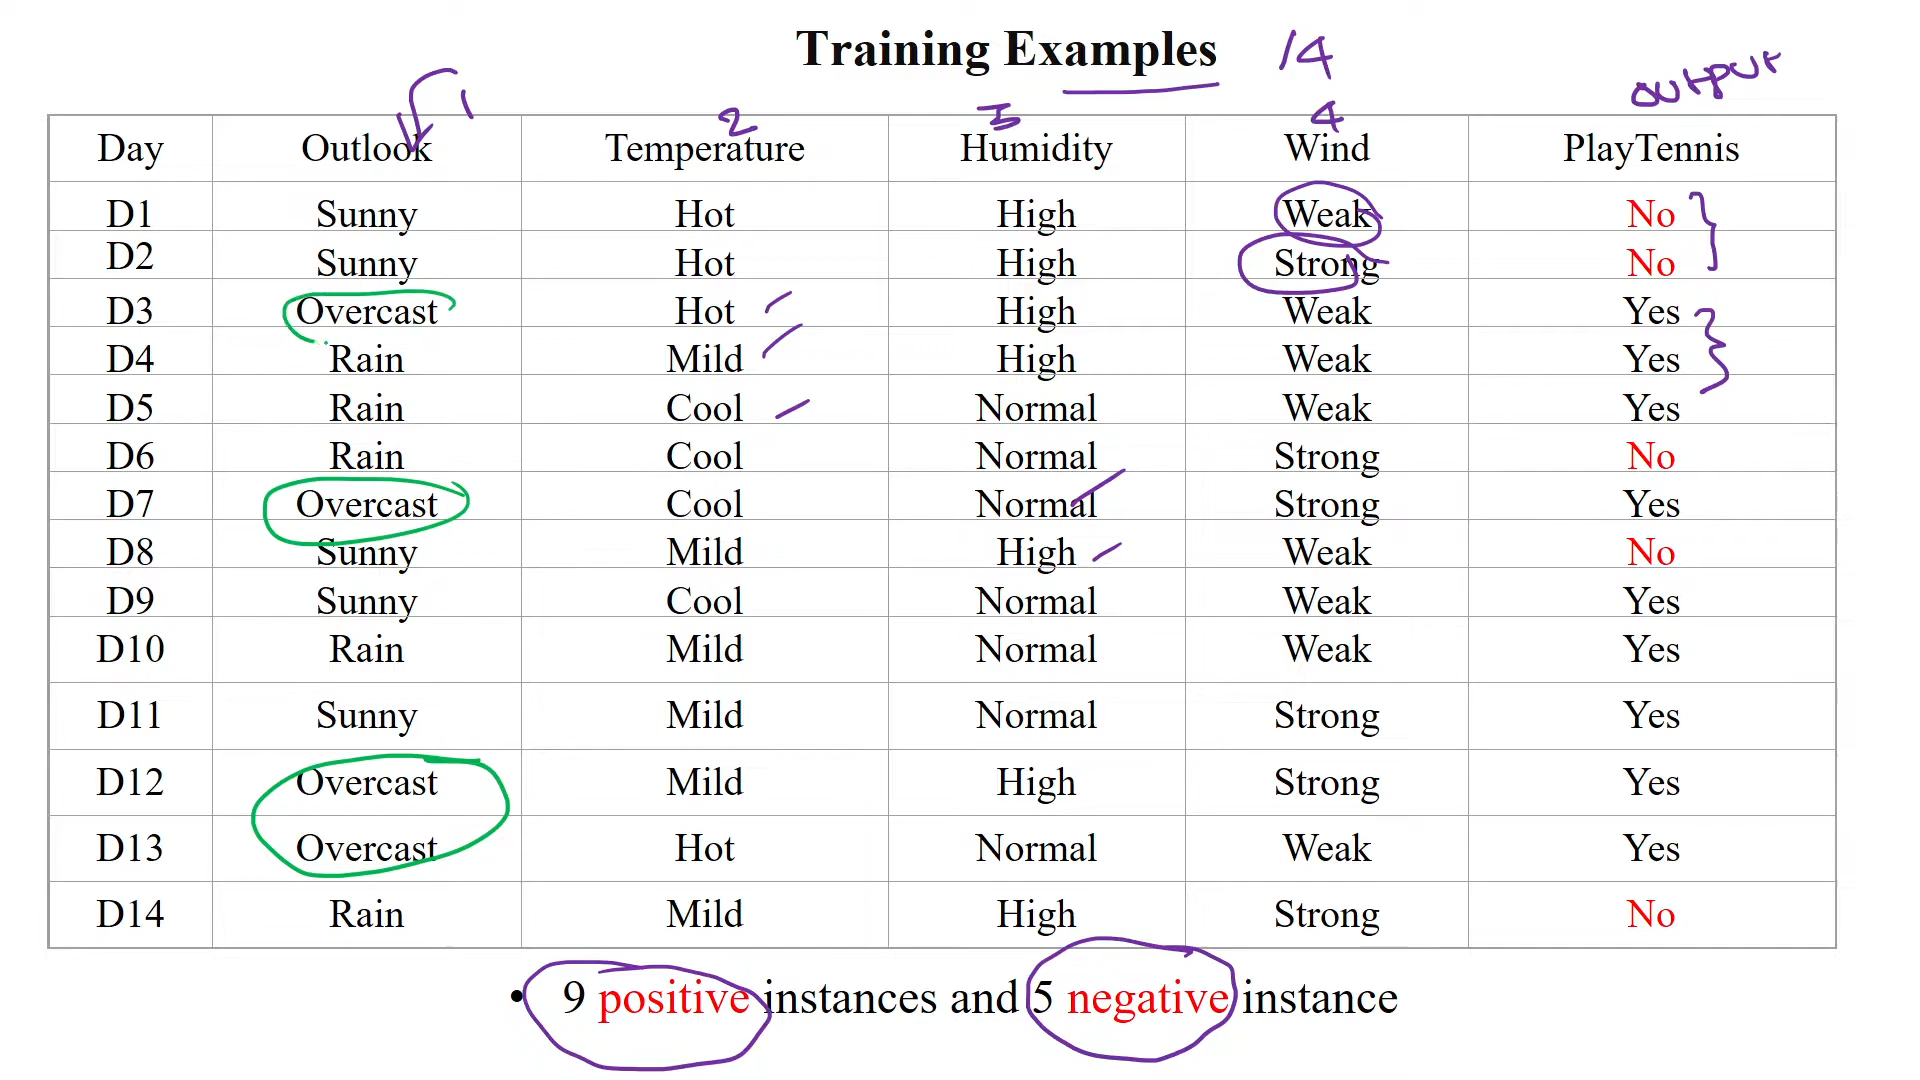 Training Examples 14
1 2 3 4 OUTPUT
Day Outlook Temperature Humidity Wind PlayTennis
D1 Sunny Hot High Weak No
D2 Sunny Hot High Strong No
D3 Overcast Hot High Weak Yes
D4 Rain Mild High Weak Yes
D5 Rain Cool Normal Weak Yes
D6 Rain Cool Normal Strong No
D7 Overcast Cool Normal Strong Yes
D8 Sunny Mild High Weak No
D9 Sunny Cool Normal Weak Yes
D10 Rain Mild Normal Weak Yes
D11 Sunny Mild Normal Strong Yes
D12 Overcast Mild High Strong Yes
D13 Overcast Hot Normal Weak Yes
D14 Rain Mild High Strong No
• 9 positive instances and 5 negative instance